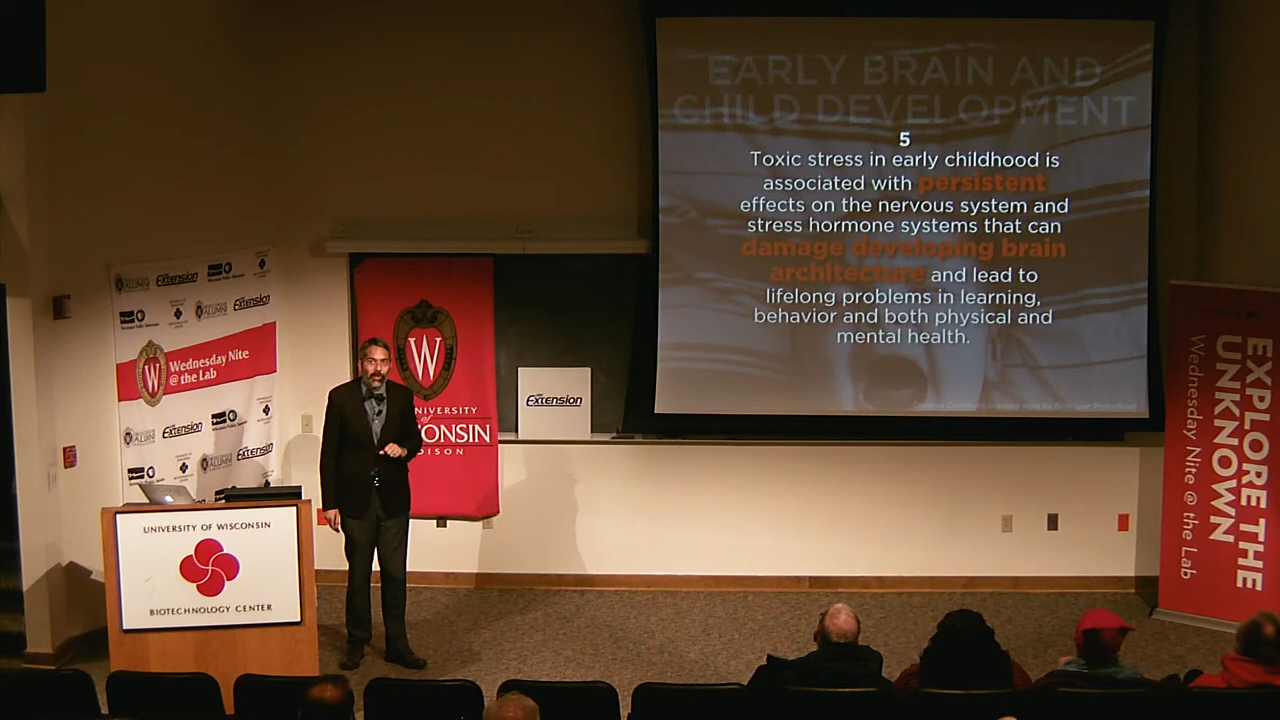 EARLY BRAIN AND
CHILD DEVELOPMENT
5
Toxic stress in early childhood is
associated with persistent
effects on the nervous system and
stress hormone systems that can
damage developing brain
architecture and lead to
lifelong problems in learning,
behavior and both physical and
mental health.
Extension
Wednesday Nite
@ the Lab
Extension
Extension
Extension
W
W
UNIVERSITY
of
CONSIN
DISON
Extension
UNIVERSITY OF WISCONSIN
BIOTECHNOLOGY CENTER
EXPLORE THE
UNKNOWN
Wednesday Nite @ the Lab